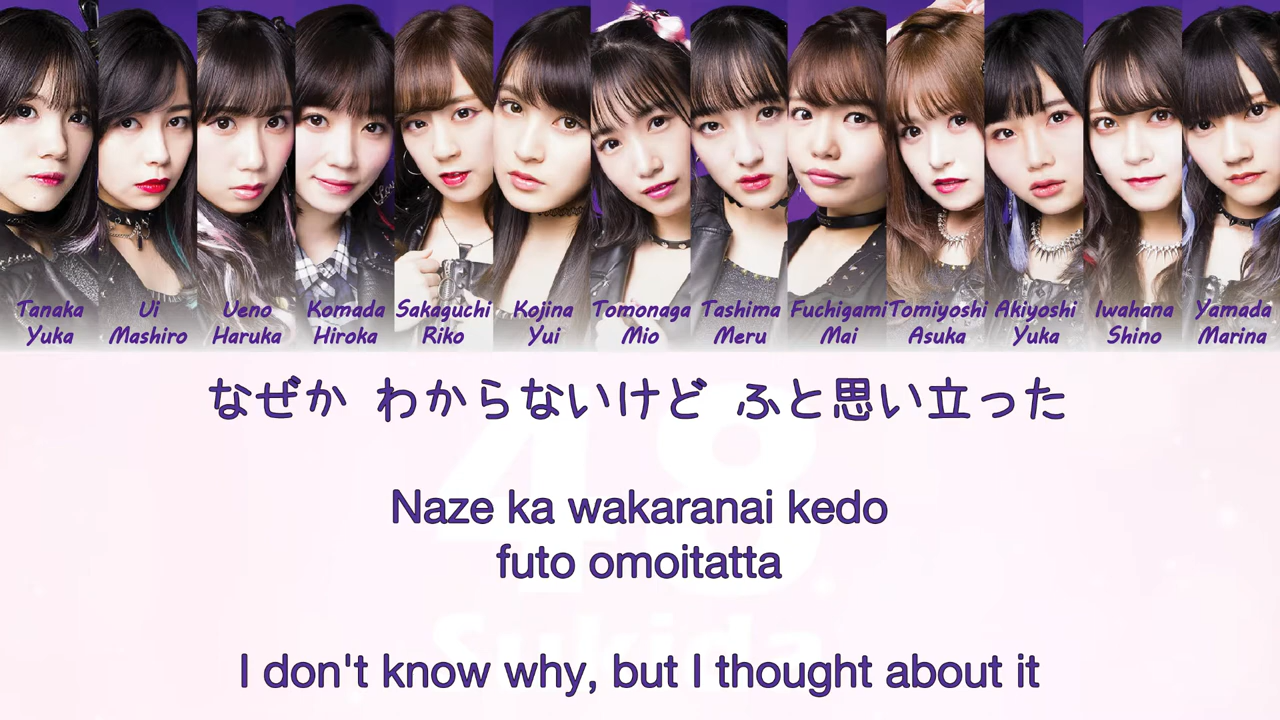 Tanaka Yuka
Ui Mashiro
Ueno Haruka
Komada Hiroka
Sakaguchi Riko
Kojina Yui
Tomonaga Mio
Tashima Meru
Fuchigami Mai
Tomiyoshi Asuka
Akiyoshi Yuka
Iwahana Shino
Yamada Marina
なぜか わからないけど ふと思い立った
Naze ka wakaranai kedo
futo omoitatta
I don't know why, but I thought about it
48
Sukida